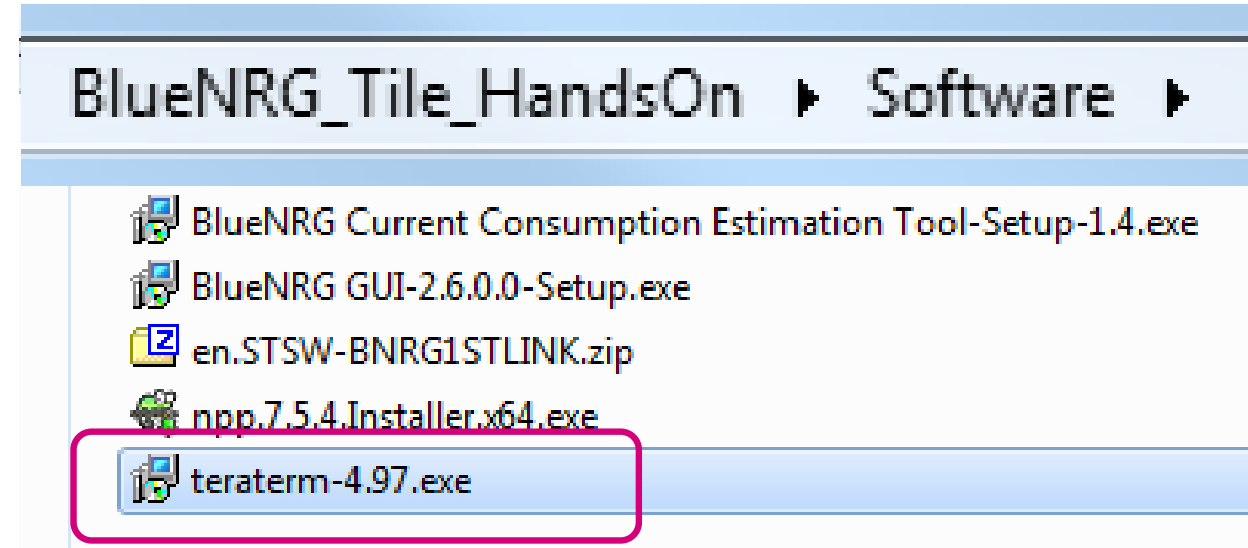 BlueNRG_Tile_HandsOn ▸ Software ▸
BlueNRG Current Consumption Estimation Tool-Setup-1.4.exe
BlueNRG GUI-2.6.0.0-Setup.exe
en.STSW-BNRG1STLINK.zip
npp.7.5.4.Installer.x64.exe
teraterm-4.97.exe